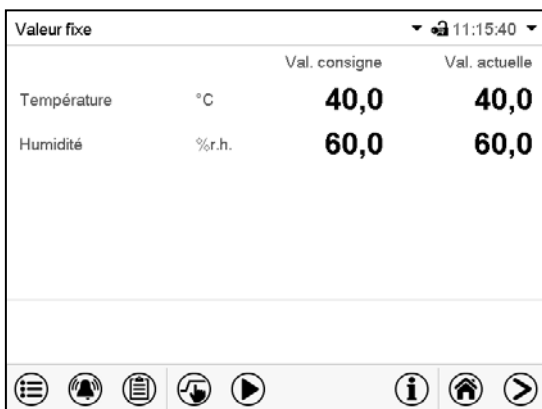 Valeur fixe 11:15:40
Val. consigne Val. actuelle
Température °C 40,0 40,0
Humidité %r.h. 60,0 60,0